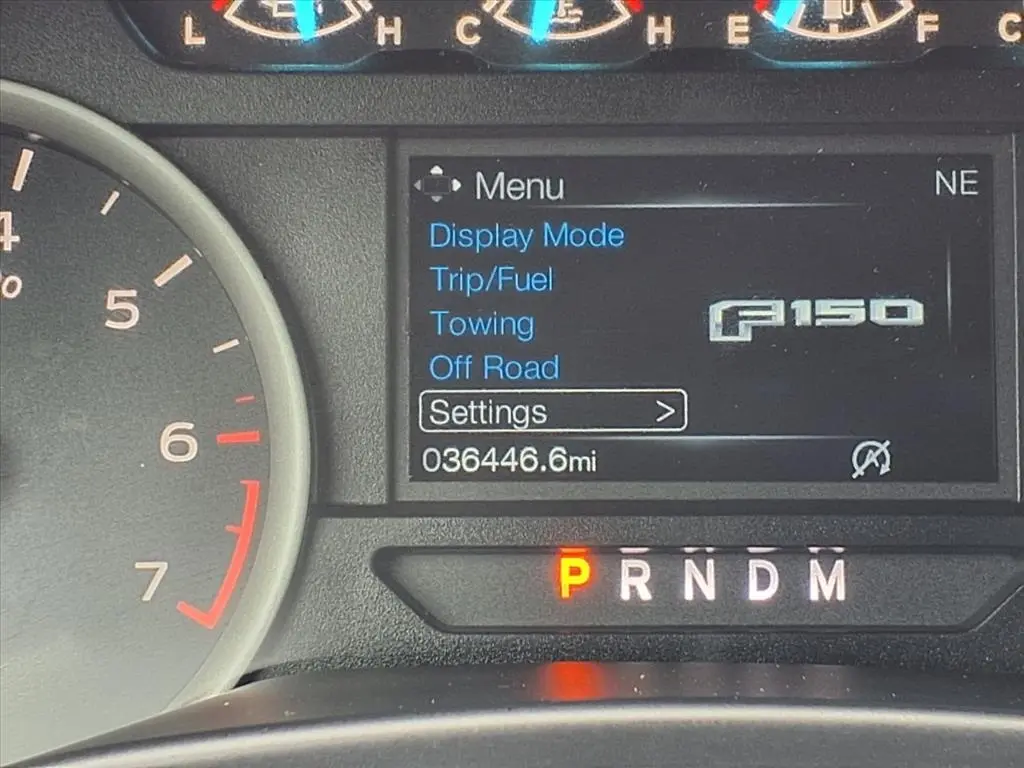 L H C H E F C
Menu NE
Display Mode
Trip/Fuel
Towing
F150
Off Road
Settings >
036446.6mi
4
5
6
7
P R N D M